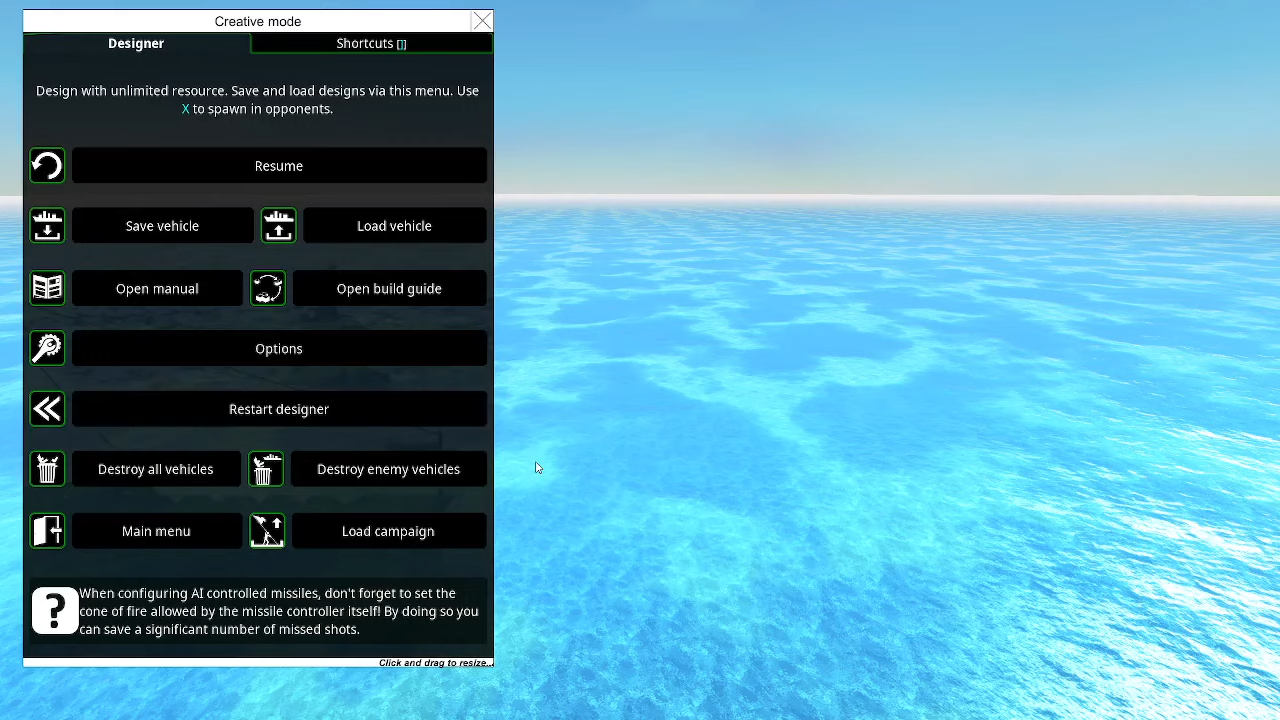 Creative mode
Designer
Shortcuts []]
Design with unlimited resource. Save and load designs via this menu. Use
X to spawn in opponents.
Resume
Save vehicle
Load vehicle
Open manual
Open build guide
Options
Restart designer
Destroy all vehicles
Destroy enemy vehicles
Main menu
Load campaign
When configuring AI controlled missiles, don't forget to set the
cone of fire allowed by the missile controller itself! By doing so you
can save a significant number of missed shots.
Click and drag to resize...